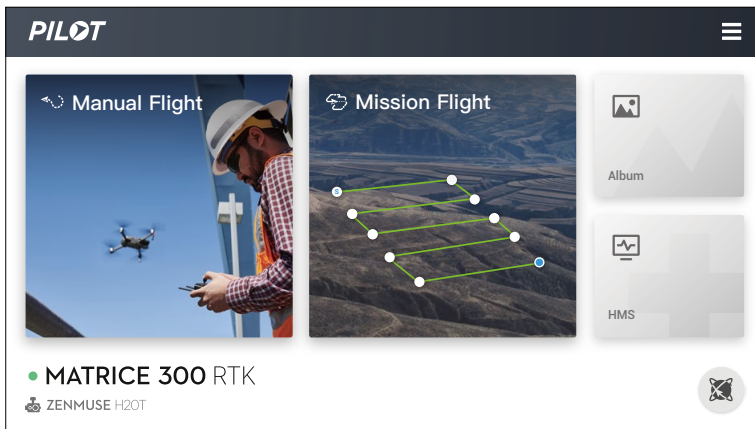 PILOT
Manual Flight
Mission Flight
S
Album
HMS
MATRICE 300 RTK
ZENMUSE H20T